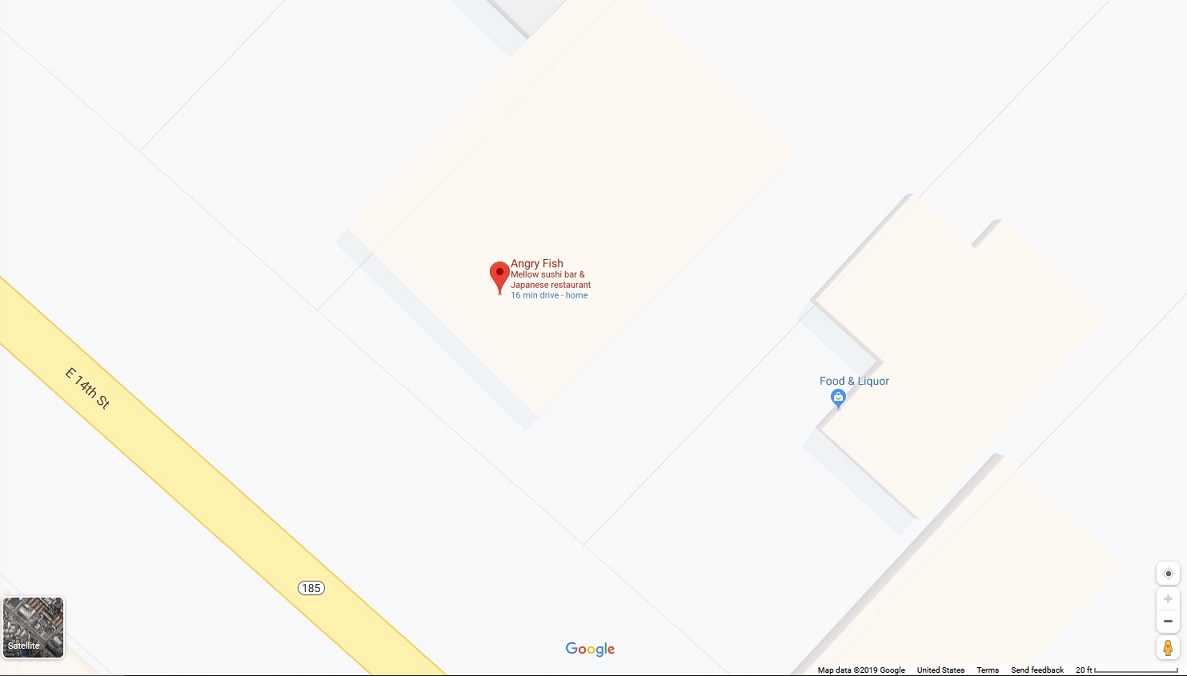 Angry Fish
Mellow sushi bar &
Japanese restaurant
16 min drive - home
Food & Liquor
E 14th St
185
Satellite
Google
Map data ©2019 Google United States Terms Send feedback 20 ft